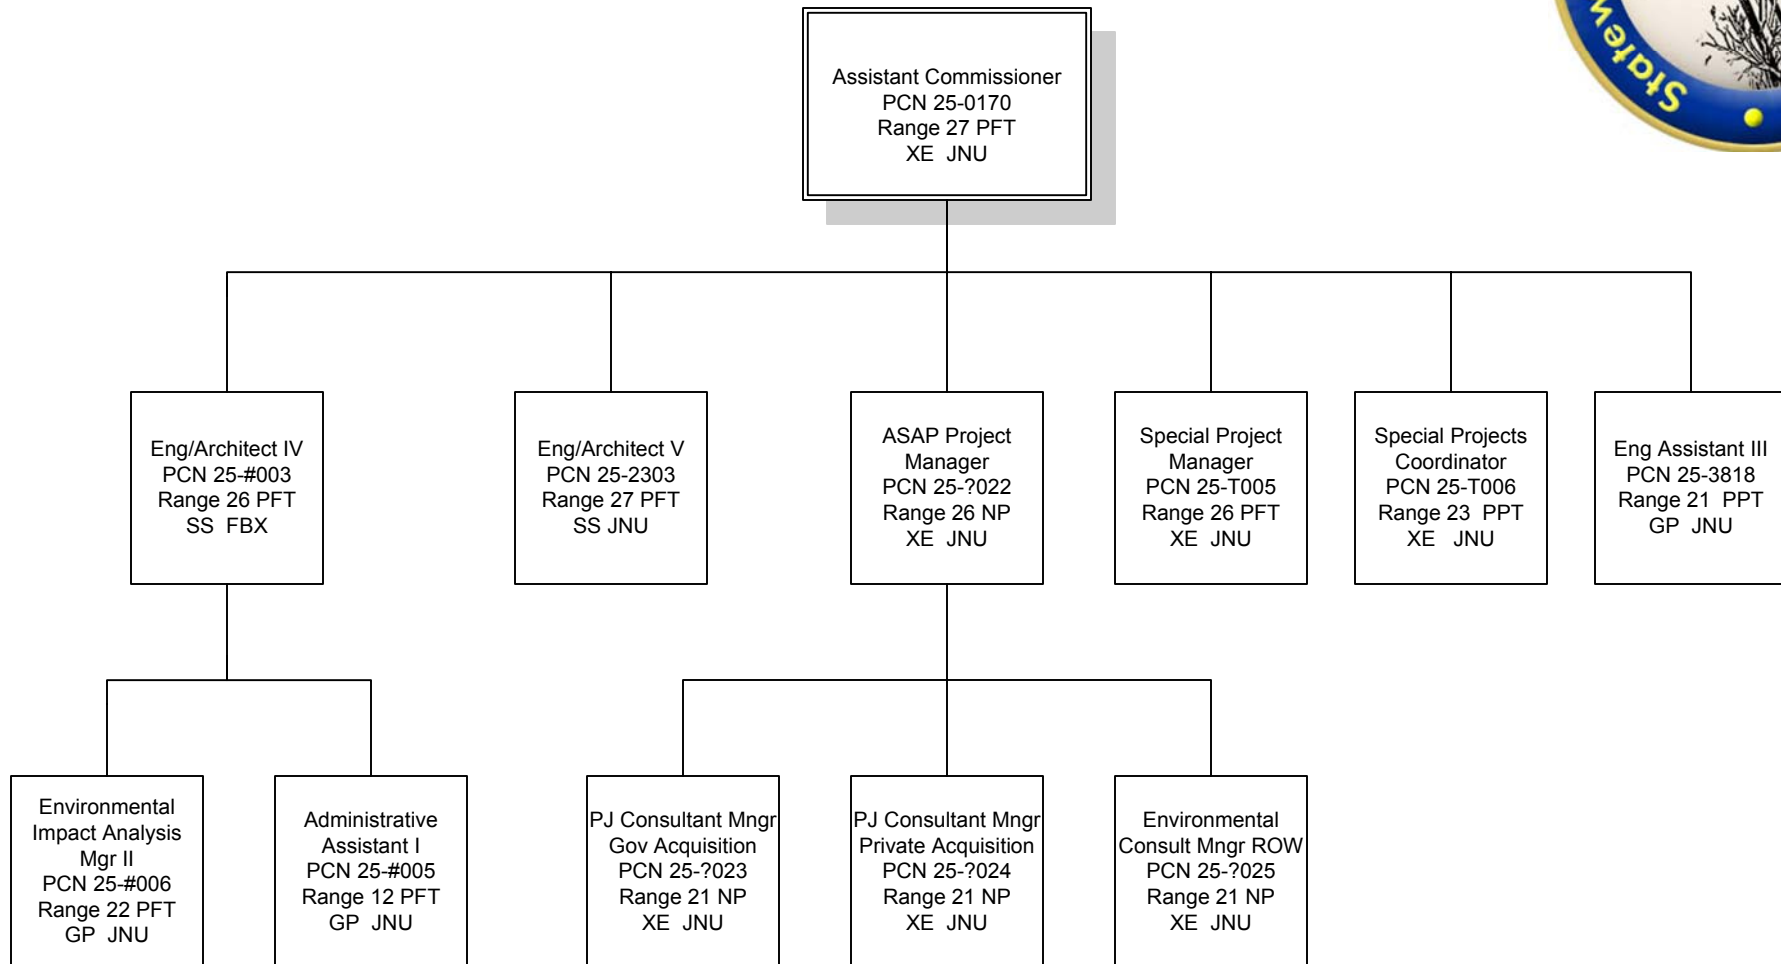 Statew
Assistant Commissioner
PCN 25-0170
Range 27 PFT
XE JNU
Eng/Architect IV
PCN 25-#003
Range 26 PFT
SS FBX
Eng/Architect V
PCN 25-2303
Range 27 PFT
SS JNU
ASAP Project
Manager
PCN 25-?022
Range 26 NP
XE JNU
Special Project
Manager
PCN 25-T005
Range 26 PFT
XE JNU
Special Projects
Coordinator
PCN 25-T006
Range 23 PPT
XE JNU
Eng Assistant III
PCN 25-3818
Range 21 PPT
GP JNU
Environmental
Impact Analysis
Mgr II
PCN 25-#006
Range 22 PFT
GP JNU
Administrative
Assistant I
PCN 25-#005
Range 12 PFT
GP JNU
PJ Consultant Mngr
Gov Acquisition
PCN 25-?023
Range 21 NP
XE JNU
PJ Consultant Mngr
Private Acquisition
PCN 25-?024
Range 21 NP
XE JNU
Environmental
Consult Mngr ROW
PCN 25-?025
Range 21 NP
XE JNU